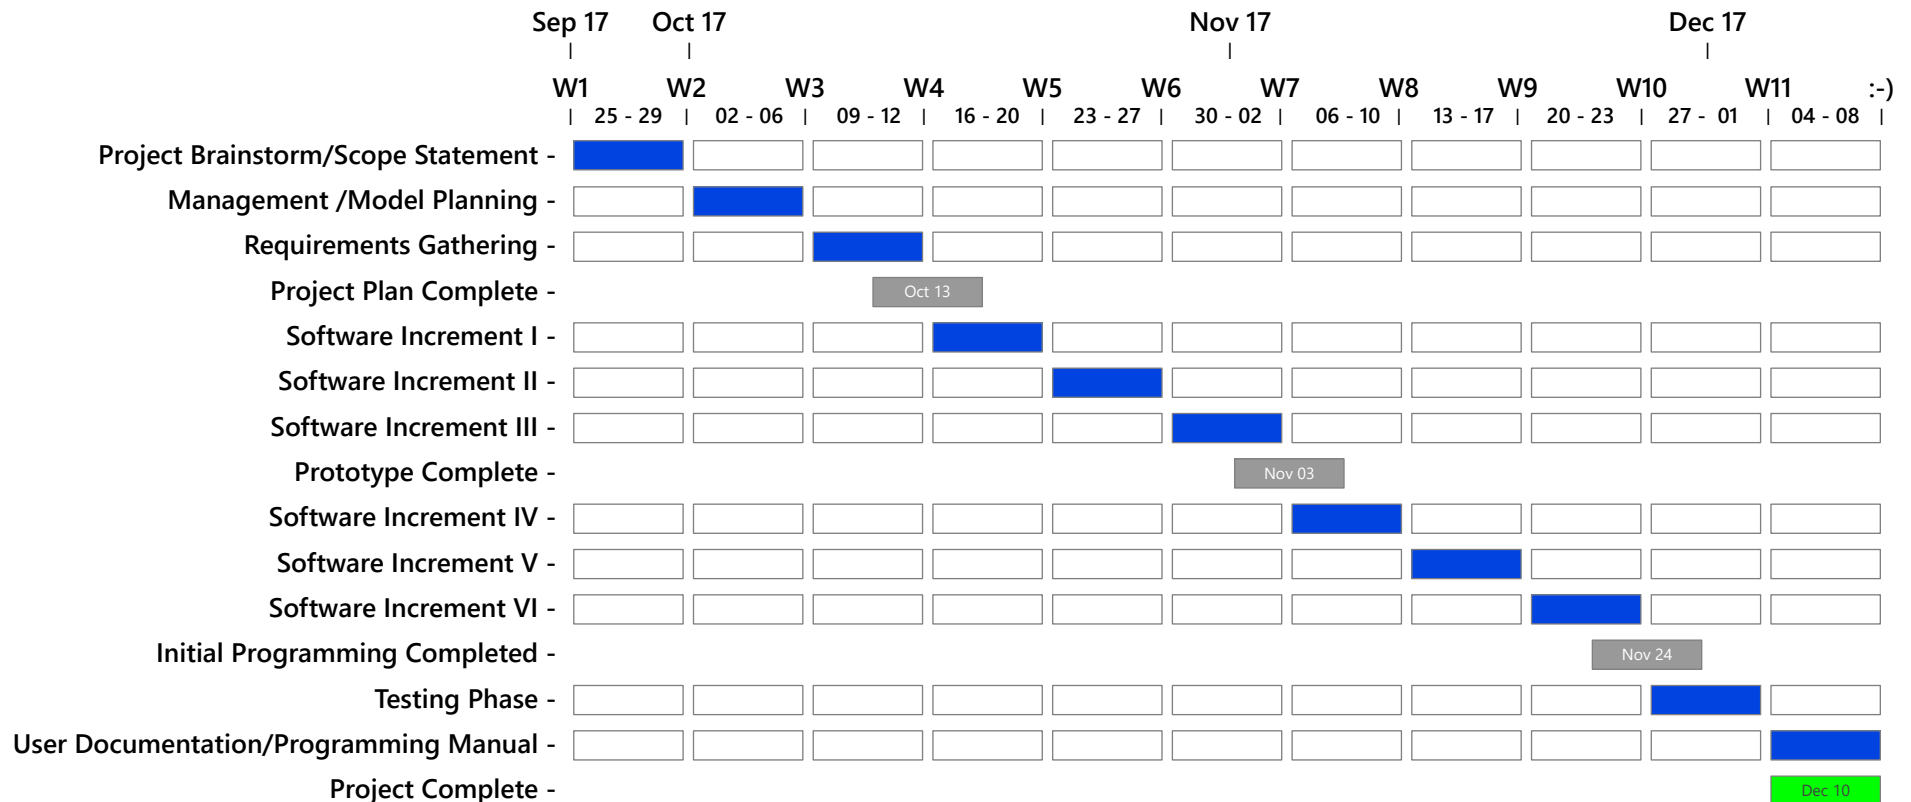 Sep 17 Oct 17 Nov 17 Dec 17
W1 W2 W3 W4 W5 W6 W7 W8 W9 W10 W11 :-)
| 25 - 29 | 02 - 06 | 09 - 12 | 16 - 20 | 23 - 27 | 30 - 02 | 06 - 10 | 13 - 17 | 20 - 23 | 27 - 01 | 04 - 08 |
Project Brainstorm/Scope Statement -
Management /Model Planning -
Requirements Gathering -
Project Plan Complete - Oct 13
Software Increment I -
Software Increment II -
Software Increment III -
Prototype Complete - Nov 03
Software Increment IV -
Software Increment V -
Software Increment VI -
Initial Programming Completed - Nov 24
Testing Phase -
User Documentation/Programming Manual -
Project Complete - Dec 10